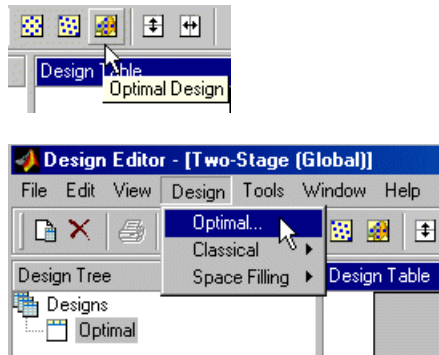 Design Table
Optimal Design
Design Editor - [Two-Stage (Global)]
File Edit View Design Tools Window Help
Optimal...
Classical
Space Filling
Design Tree
Design Table
Designs
Optimal